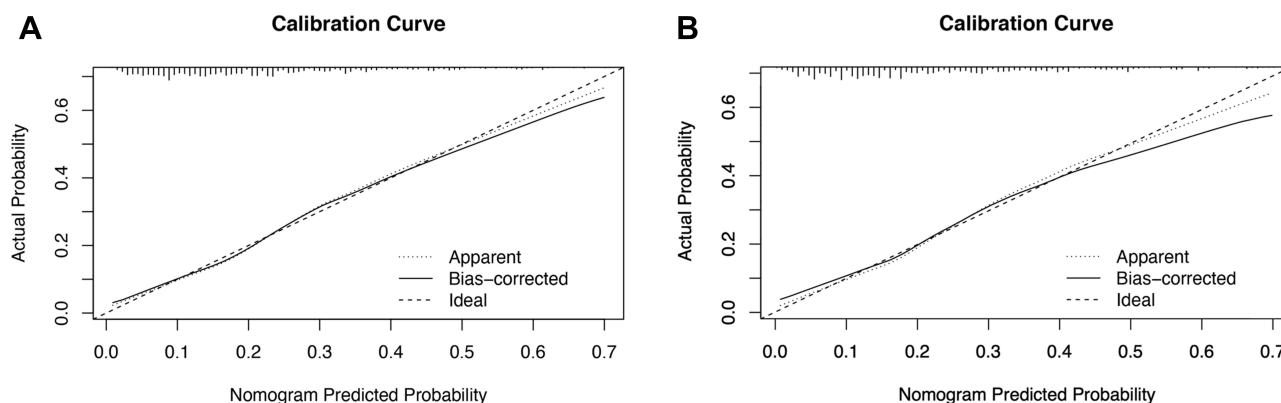 A
Calibration Curve
Actual Probability
0.6
0.4
0.2
0.0
Apparent
Bias−corrected
Ideal
0.0 0.1 0.2 0.3 0.4 0.5 0.6 0.7
Nomogram Predicted Probability
B
Calibration Curve
Actual Probability
0.6
0.4
0.2
0.0
Apparent
Bias−corrected
Ideal
0.0 0.1 0.2 0.3 0.4 0.5 0.6 0.7
Nomogram Predicted Probability